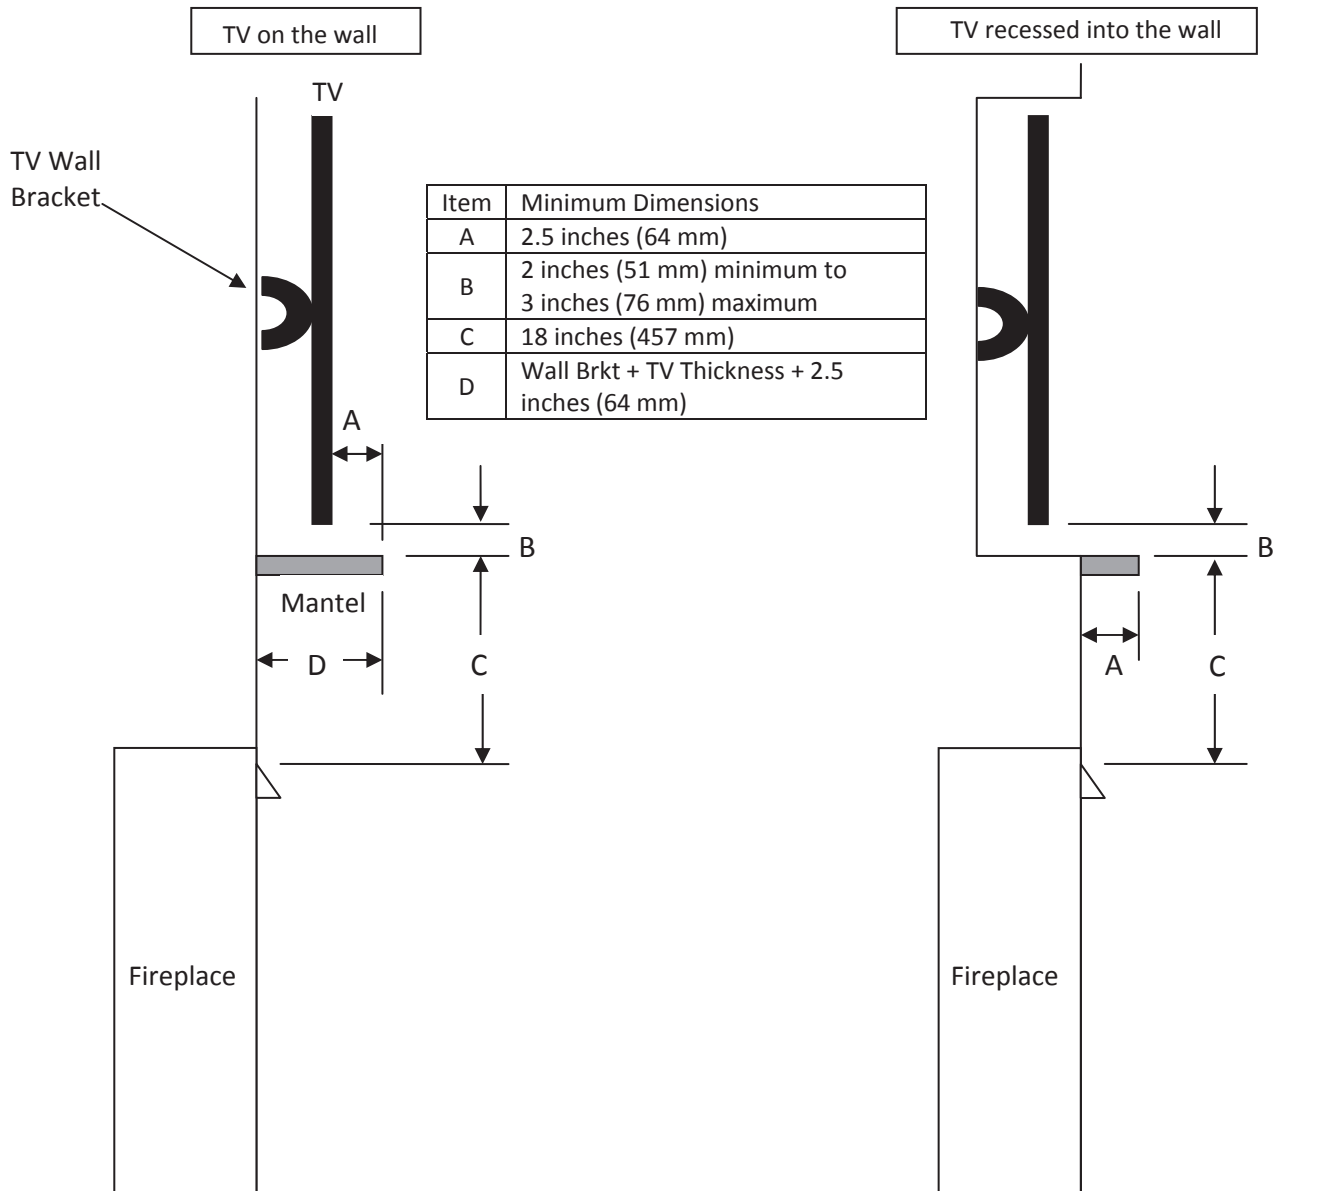 TV on the wall
TV recessed into the wall
TV
TV Wall
Bracket
Item Minimum Dimensions
A 2.5 inches (64 mm)
B 2 inches (51 mm) minimum to
3 inches (76 mm) maximum
C 18 inches (457 mm)
D Wall Brkt + TV Thickness + 2.5
inches (64 mm)
A
B
Mantel
D
C
Fireplace
B
A
C
Fireplace